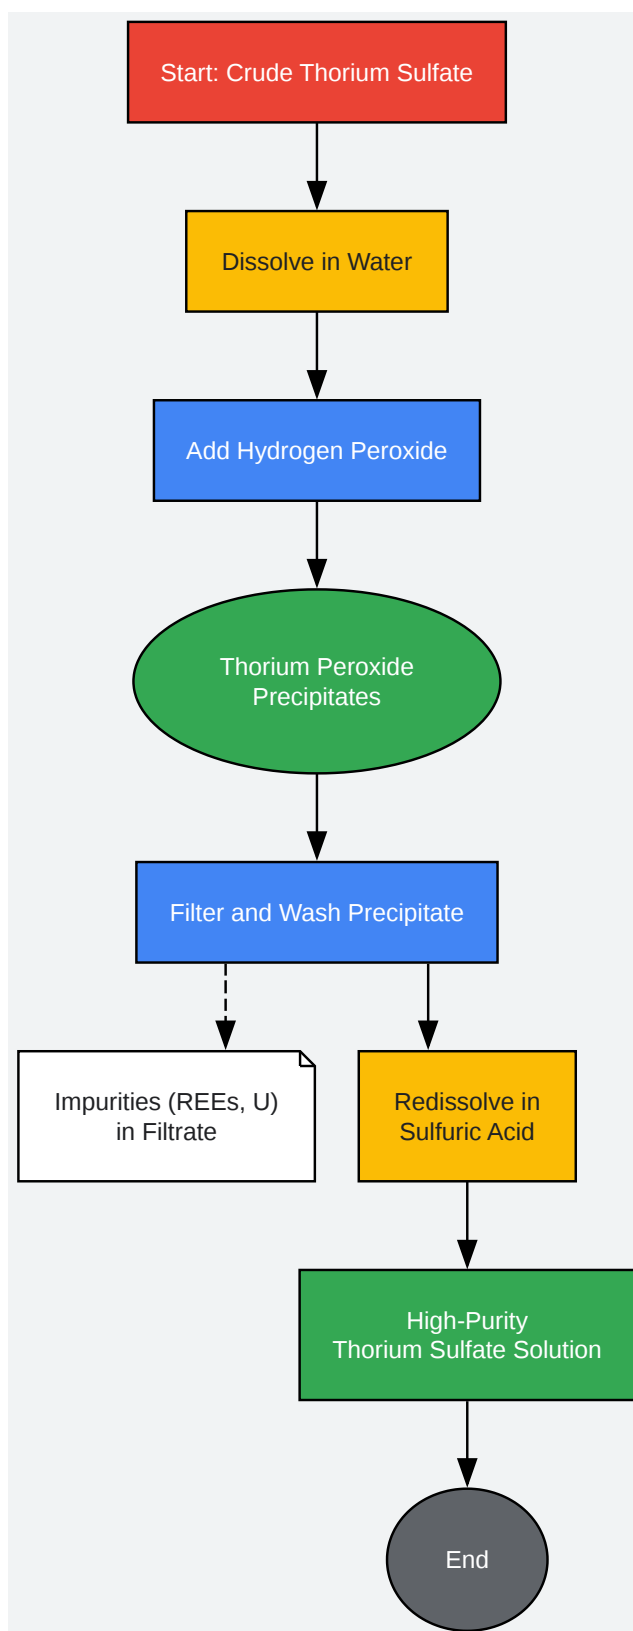 Start: Crude Thorium Sulfate
Dissolve in Water
Add Hydrogen Peroxide
Thorium Peroxide
Precipitates
Filter and Wash Precipitate
Impurities (REEs, U)
in Filtrate
Redissolve in
Sulfuric Acid
High-Purity
Thorium Sulfate Solution
End